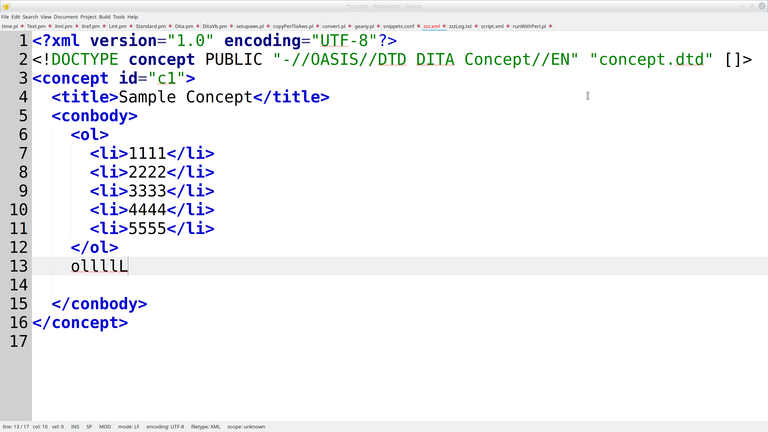 *zzz.xml - /home/phil - Geany
File Edit Search View Document Project Build Tools Help
time.pl Text.pm Xml.pm Xref.pm Lint.pm Standard.pm Dita.pm DitaVb.pm setupaws.pl copyPerlToAws.pl convert.pl geany.pl snippets.conf zzz.xml zzzLog.txt script.xml runWithPerl.pl
1 <?xml version="1.0" encoding="UTF-8"?>
2 <!DOCTYPE concept PUBLIC "-//OASIS//DTD DITA Concept//EN" "concept.dtd" []>
3 <concept id="c1">
4 <title>Sample Concept</title>
5 <conbody>
6 <ol>
7 <li>1111</li>
8 <li>2222</li>
9 <li>3333</li>
10 <li>4444</li>
11 <li>5555</li>
12 </ol>
13 ollllL
14
15 </conbody>
16 </concept>
17
line: 13 / 17 col: 10 sel: 0 INS SP MOD mode: LF encoding: UTF-8 filetype: XML scope: unknown